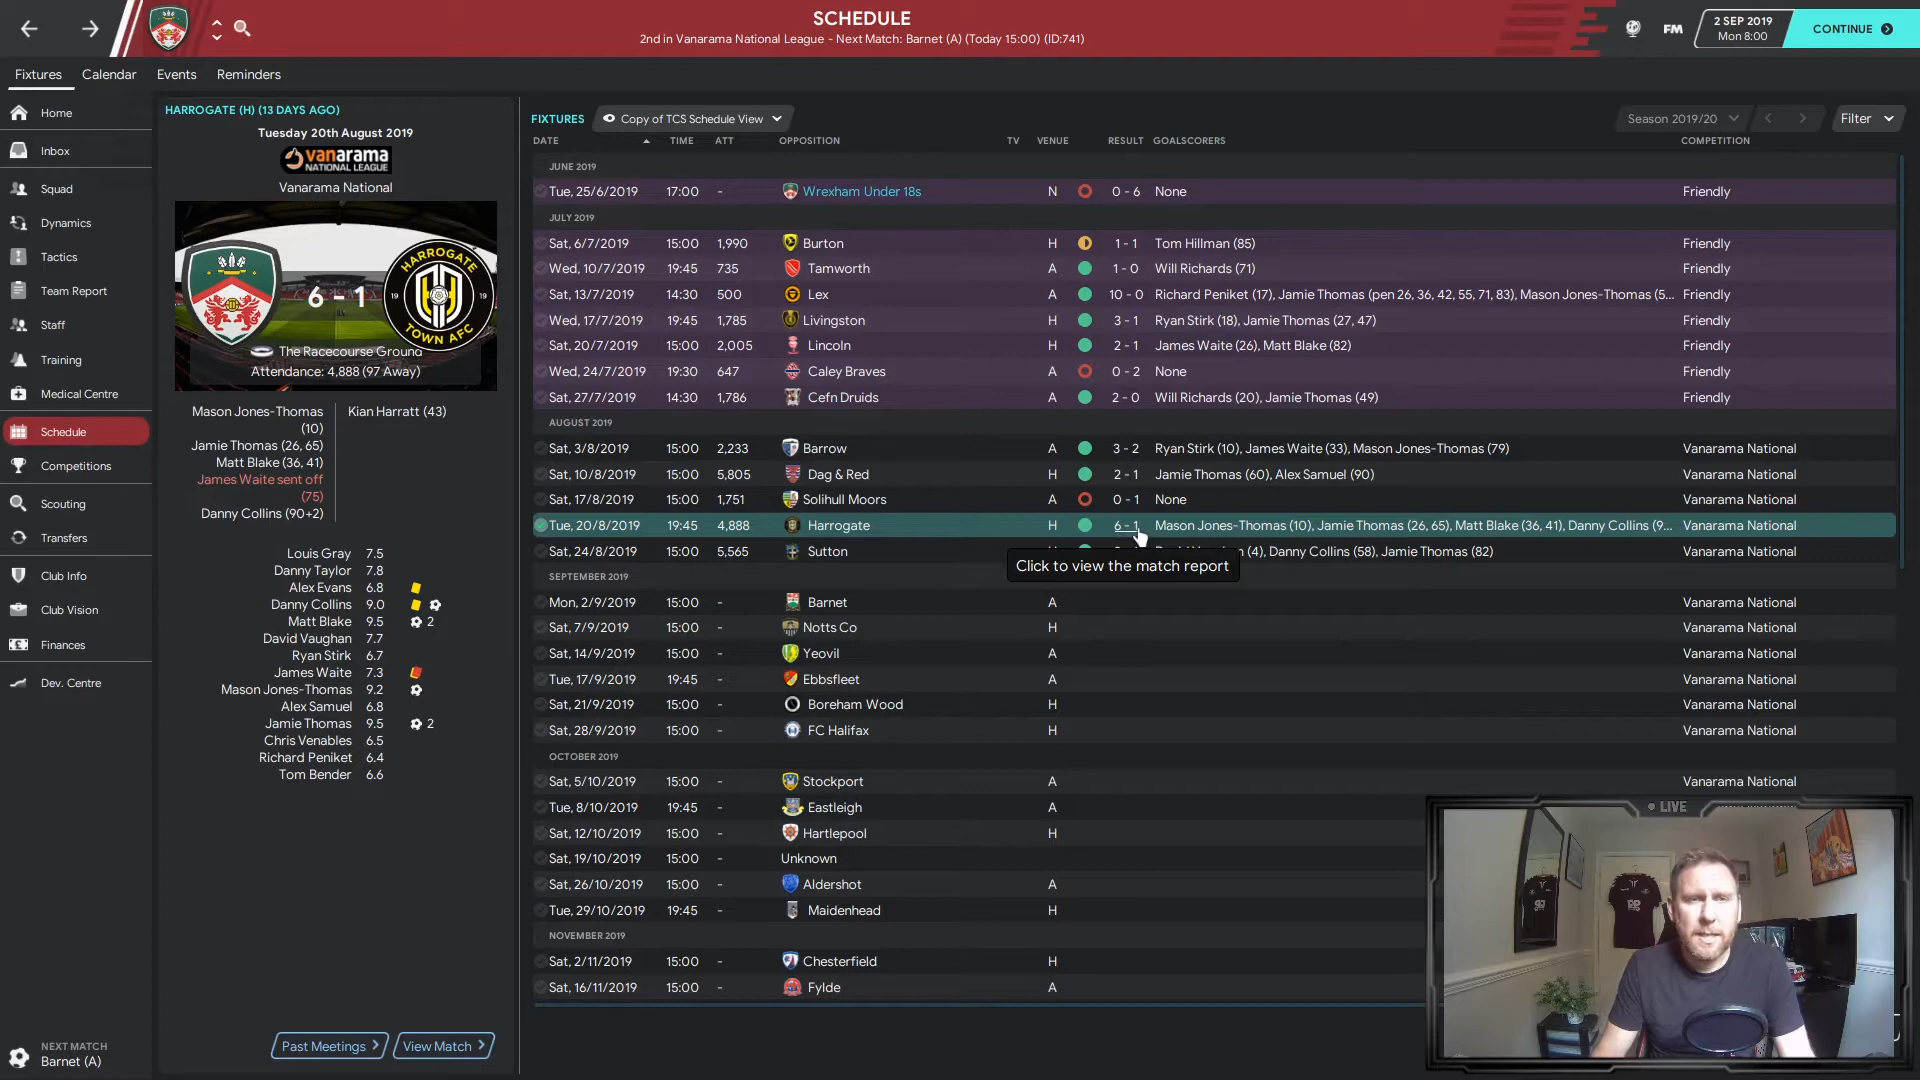 SCHEDULE
2nd in Vanarama National League - Next Match: Barnet (A) (Today 15:00) (ID:741)
FM
2 SEP 2019
Mon 8:00
CONTINUE
Fixtures Calendar Events Reminders
Home
Inbox
Squad
Dynamics
Tactics
Team Report
Staff
Training
Medical Centre
Schedule
Competitions
Scouting
Transfers
Club Info
Club Vision
Finances
Dev. Centre
NEXT MATCH
Barnet (A)
HARROGATE (H) (13 DAYS AGO)
Tuesday 20th August 2019
vanarama
NATIONAL LEAGUE
Vanarama National
6 - 1
HARROGATE
19 19
TOWN AFC
The Racecourse Ground
Attendance: 4,888 (97 Away)
Mason Jones-Thomas (10)
Jamie Thomas (26, 65)
Matt Blake (36, 41)
James Waite sent off (75)
Danny Collins (90+2)
Kian Harratt (43)
Louis Gray 7.5
Danny Taylor 7.8
Alex Evans 6.8
Danny Collins 9.0
Matt Blake 9.5 2
David Vaughan 7.7
Ryan Stirk 6.7
James Waite 7.3
Mason Jones-Thomas 9.2
Alex Samuel 6.8
Jamie Thomas 9.5 2
Chris Venables 6.5
Richard Peniket 6.4
Tom Bender 6.6
Past Meetings
View Match
FIXTURES Copy of TCS Schedule View Season 2019/20 Filter
DATE TIME ATT OPPOSITION TV VENUE RESULT GOALSCORERS COMPETITION
JUNE 2019
Tue, 25/6/2019 17:00 - Wrexham Under 18s N 0 - 6 None Friendly
JULY 2019
Sat, 6/7/2019 15:00 1,990 Burton H 1 - 1 Tom Hillman (85) Friendly
Wed, 10/7/2019 19:45 735 Tamworth A 1 - 0 Will Richards (71) Friendly
Sat, 13/7/2019 14:30 500 Lex A 10 - 0 Richard Peniket (17), Jamie Thomas (pen 26, 36, 42, 55, 71, 83), Mason Jones-Thomas (5... Friendly
Wed, 17/7/2019 19:45 1,785 Livingston H 3 - 1 Ryan Stirk (18), Jamie Thomas (27, 47) Friendly
Sat, 20/7/2019 15:00 2,005 Lincoln H 2 - 1 James Waite (26), Matt Blake (82) Friendly
Wed, 24/7/2019 19:30 647 Caley Braves A 0 - 2 None Friendly
Sat, 27/7/2019 14:30 1,786 Cefn Druids A 2 - 0 Will Richards (20), Jamie Thomas (49) Friendly
AUGUST 2019
Sat, 3/8/2019 15:00 2,233 Barrow A 3 - 2 Ryan Stirk (10), James Waite (33), Mason Jones-Thomas (79) Vanarama National
Sat, 10/8/2019 15:00 5,805 Dag & Red H 2 - 1 Jamie Thomas (60), Alex Samuel (90) Vanarama National
Sat, 17/8/2019 15:00 1,751 Solihull Moors A 0 - 1 None Vanarama National
Tue, 20/8/2019 19:45 4,888 Harrogate H 6 - 1 Mason Jones-Thomas (10), Jamie Thomas (26, 65), Matt Blake (36, 41), Danny Collins (9... Vanarama National
Sat, 24/8/2019 15:00 5,565 Sutton (4), Danny Collins (58), Jamie Thomas (82) Vanarama National
Click to view the match report
SEPTEMBER 2019
Mon, 2/9/2019 15:00 - Barnet A Vanarama National
Sat, 7/9/2019 15:00 - Notts Co H Vanarama National
Sat, 14/9/2019 15:00 - Yeovil A Vanarama National
Tue, 17/9/2019 19:45 - Ebbsfleet A Vanarama National
Sat, 21/9/2019 15:00 - Boreham Wood H Vanarama National
Sat, 28/9/2019 15:00 - FC Halifax H Vanarama National
OCTOBER 2019
Sat, 5/10/2019 15:00 - Stockport A Vanarama National
Tue, 8/10/2019 19:45 - Eastleigh A
Sat, 12/10/2019 15:00 - Hartlepool H
Sat, 19/10/2019 15:00 - Unknown
Sat, 26/10/2019 15:00 - Aldershot A
Tue, 29/10/2019 19:45 - Maidenhead H
NOVEMBER 2019
Sat, 2/11/2019 15:00 - Chesterfield H
Sat, 16/11/2019 15:00 - Fylde A
LIVE